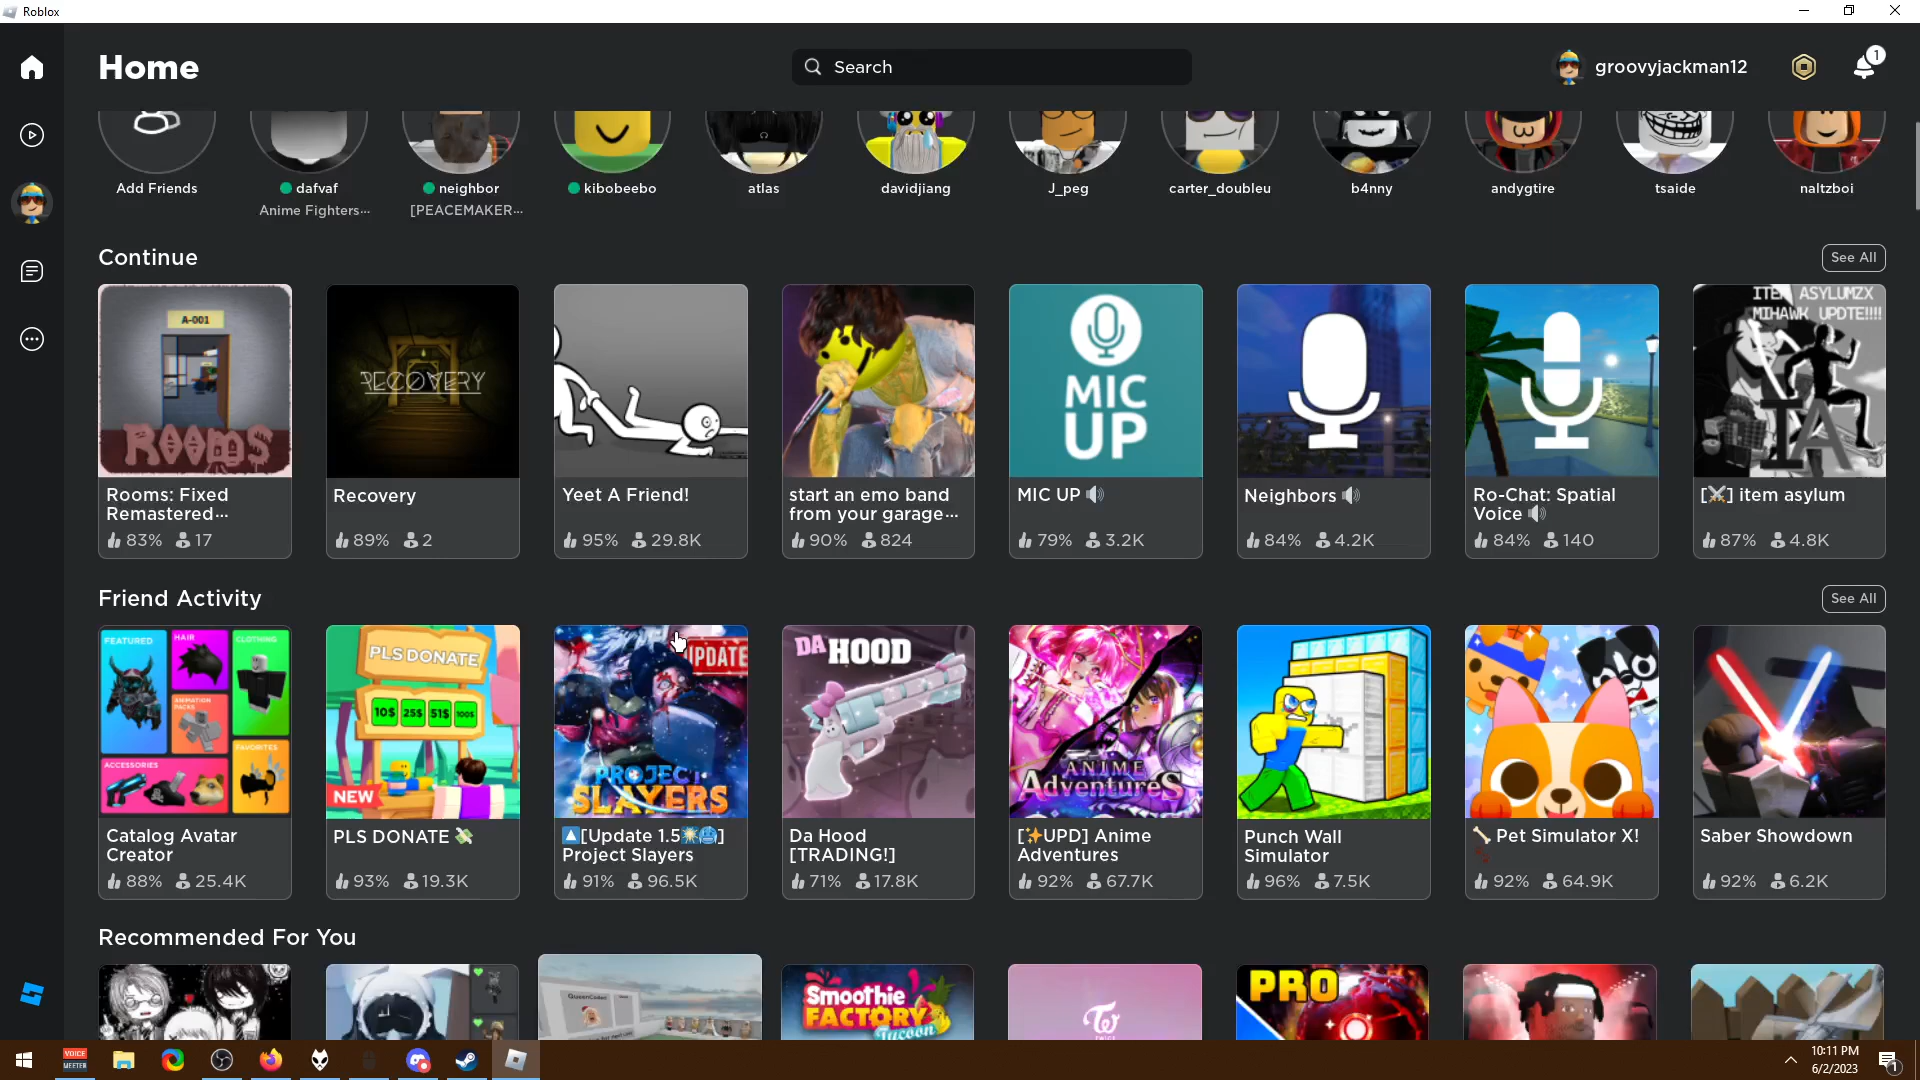 Roblox
Home
Search
groovyjackman12
1
Add Friends
dafvaf
neighbor
kibobeebo
atlas
davidjiang
J_peg
carter_doubleu
b4nny
andygtire
tsaide
naltzboi
Anime Fighters...
[PEACEMAKER...
Continue
See All
A-001
ROOMS
RECOVERY
MIC
UP
ITEM ASYLUMZX
MIHAWK UPDTE!!!!
IA
Rooms: Fixed
Remastered...
83% 17
Recovery
89% 2
Yeet A Friend!
95% 29.8K
start an emo band
from your garage...
90% 824
MIC UP 🔊
79% 3.2K
Neighbors 🔊
84% 4.2K
Ro-Chat: Spatial
Voice 🔊
84% 140
[⚔️] item asylum
87% 4.8K
Friend Activity
See All
FEATURED
HAIR
CLOTHING
ANIMATION
PACKS
ACCESSORIES
FAVORITES
PLS DONATE
10$ 25$ 51$ 100$
NEW
UPDATE
PROJECT
SLAYERS
DA HOOD
ANIME
AdventureS
Catalog Avatar
Creator
88% 25.4K
PLS DONATE 💸
93% 19.3K
🔼[Update 1.5☀️🥶]
Project Slayers
91% 96.5K
Da Hood
[TRADING!]
71% 17.8K
[✨UPD] Anime
Adventures
92% 67.7K
Punch Wall
Simulator
96% 7.5K
🦴 Pet Simulator X!
92% 64.9K
Saber Showdown
92% 6.2K
Recommended For You
Smoothie
FACTORY
Tycoon
PRO
VOICE
MEETER
10:11 PM
6/2/2023
1